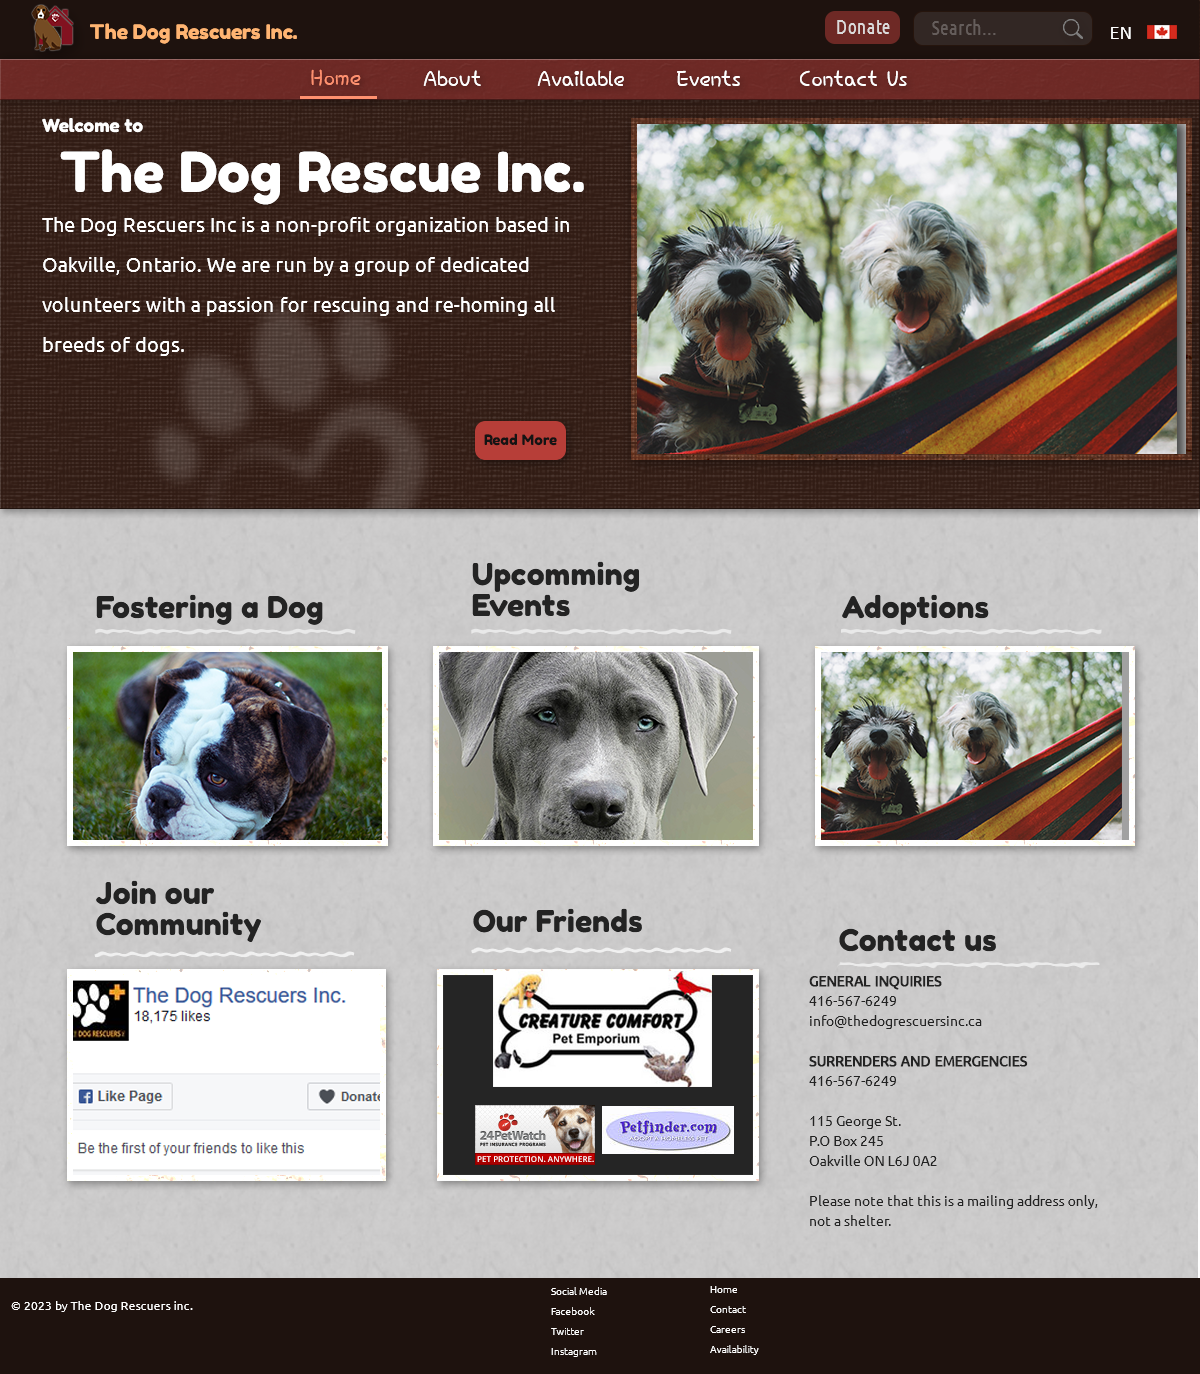 The Dog Rescuers Inc.
Donate
Search...
EN
Home
About
Available
Events
Contact Us
Welcome to
The Dog Rescue Inc.
The Dog Rescuers Inc is a non-profit organization based in
Oakville, Ontario. We are run by a group of dedicated
volunteers with a passion for rescuing and re-homing all
breeds of dogs.
Read More
Fostering a Dog
Upcomming
Events
Adoptions
Join our
Community
The Dog Rescuers Inc.
18,175 likes
DOG RESCUERS
Like Page
Donate
Be the first of your friends to like this
Our Friends
CREATURE COMFORT
Pet Emporium
24PetWatch
PET INSURANCE PROGRAMS
PET PROTECTION. ANYWHERE.
Petfinder.com
ADOPT A HOMELESS PET
Contact us
GENERAL INQUIRIES
416-567-6249
info@thedogrescuersinc.ca
SURRENDERS AND EMERGENCIES
416-567-6249
115 George St.
P.O Box 245
Oakville ON L6J 0A2
Please note that this is a mailing address only,
not a shelter.
© 2023 by The Dog Rescuers inc.
Social Media
Facebook
Twitter
Instagram
Home
Contact
Careers
Availability